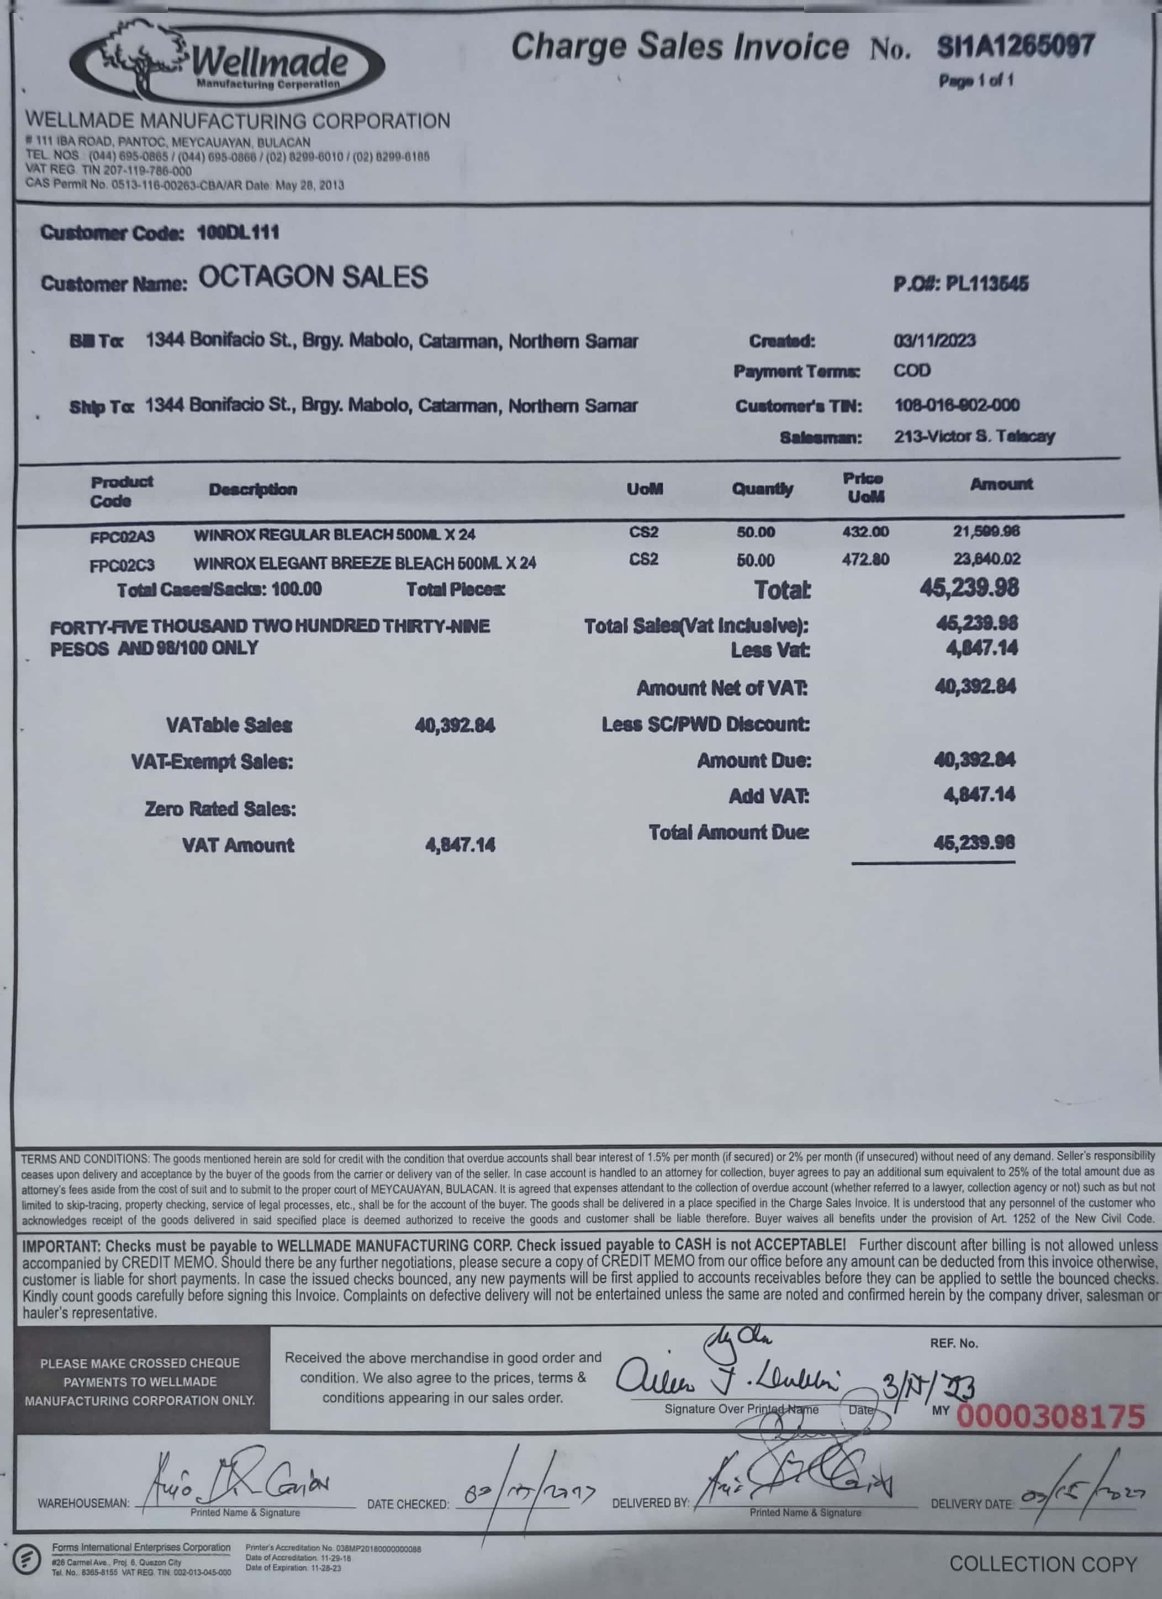 Wellmade
Manufacturing Corporation
Charge Sales Invoice No. SI1A1265097
Page 1 of 1
WELLMADE MANUFACTURING CORPORATION
# 111 IBA ROAD, PANTOC, MEYCAUAYAN, BULACAN
TEL. NOS. (044) 695-0865 / (044) 695-0866 / (02) 8299-6010 / (02) 8299-6186
VAT REG. TIN 207-119-786-000
CAS Permit No. 0513-116-00263-CBA/AR Date: May 28, 2013
Customer Code: 100DL111
Customer Name: OCTAGON SALES
P.O#: PL113545
Bill To: 1344 Bonifacio St., Brgy. Mabolo, Catarman, Northern Samar
Created: 03/11/2023
Payment Terms: COD
Ship To: 1344 Bonifacio St., Brgy. Mabolo, Catarman, Northern Samar
Customer's TIN: 108-016-902-000
Salesman: 213-Victor S. Talacay
Product Code Description UoM Quantity Price UoM Amount
FPC02A3 WINROX REGULAR BLEACH 500ML X 24 CS2 50.00 432.00 21,599.96
FPC02C3 WINROX ELEGANT BREEZE BLEACH 500ML X 24 CS2 50.00 472.80 23,640.02
Total Cases/Sacks: 100.00 Total Pieces: Total: 45,239.98
FORTY-FIVE THOUSAND TWO HUNDRED THIRTY-NINE
PESOS AND 98/100 ONLY
Total Sales(Vat Inclusive): 45,239.98
Less Vat: 4,847.14
Amount Net of VAT: 40,392.84
VATable Sales 40,392.84 Less SC/PWD Discount:
VAT-Exempt Sales: Amount Due: 40,392.84
Zero Rated Sales: Add VAT: 4,847.14
VAT Amount 4,847.14 Total Amount Due: 45,239.98
TERMS AND CONDITIONS: The goods mentioned herein are sold for credit with the condition that overdue accounts shall bear interest of 1.5% per month (if secured) or 2% per month (if unsecured) without need of any demand. Seller's responsibility
ceases upon delivery and acceptance by the buyer of the goods from the carrier or delivery van of the seller. In case account is handled to an attorney for collection, buyer agrees to pay an additional sum equivalent to 25% of the total amount due as
attorney's fees aside from the cost of suit and to submit to the proper court of MEYCAUAYAN, BULACAN. It is agreed that expenses attendant to the collection of overdue account (whether referred to a lawyer, collection agency or not) such as but not
limited to skip-tracing, property checking, service of legal processes, etc., shall be for the account of the buyer. The goods shall be delivered in a place specified in the Charge Sales Invoice. It is understood that any personnel of the customer who
acknowledges receipt of the goods delivered in said specified place is deemed authorized to receive the goods and customer shall be liable therefore. Buyer waives all benefits under the provision of Art. 1252 of the New Civil Code.
IMPORTANT: Checks must be payable to WELLMADE MANUFACTURING CORP. Check issued payable to CASH is not ACCEPTABLE! Further discount after billing is not allowed unless
accompanied by CREDIT MEMO. Should there be any further negotiations, please secure a copy of CREDIT MEMO from our office before any amount can be deducted from this invoice otherwise,
customer is liable for short payments. In case the issued checks bounced, any new payments will be first applied to accounts receivables before they can be applied to settle the bounced checks.
Kindly count goods carefully before signing this Invoice. Complaints on defective delivery will not be entertained unless the same are noted and confirmed herein by the company driver, salesman or
hauler's representative.
PLEASE MAKE CROSSED CHEQUE
PAYMENTS TO WELLMADE
MANUFACTURING CORPORATION ONLY.
Received the above merchandise in good order and
condition. We also agree to the prices, terms &
conditions appearing in our sales order.
Signature Over Printed Name Date
REF. No.
MY 0000308175
WAREHOUSEMAN:
Printed Name & Signature
DATE CHECKED:
DELIVERED BY:
Printed Name & Signature
DELIVERY DATE:
Forms International Enterprises Corporation
#26 Carmel Ave., Proj. 6, Quezon City
Tel. No. 8365-8155 VAT REG. TIN: 002-013-045-000
Printer's Accreditation No. 038MP20180000000088
Date of Accreditation: 11-29-18
Date of Expiration: 11-28-23
COLLECTION COPY